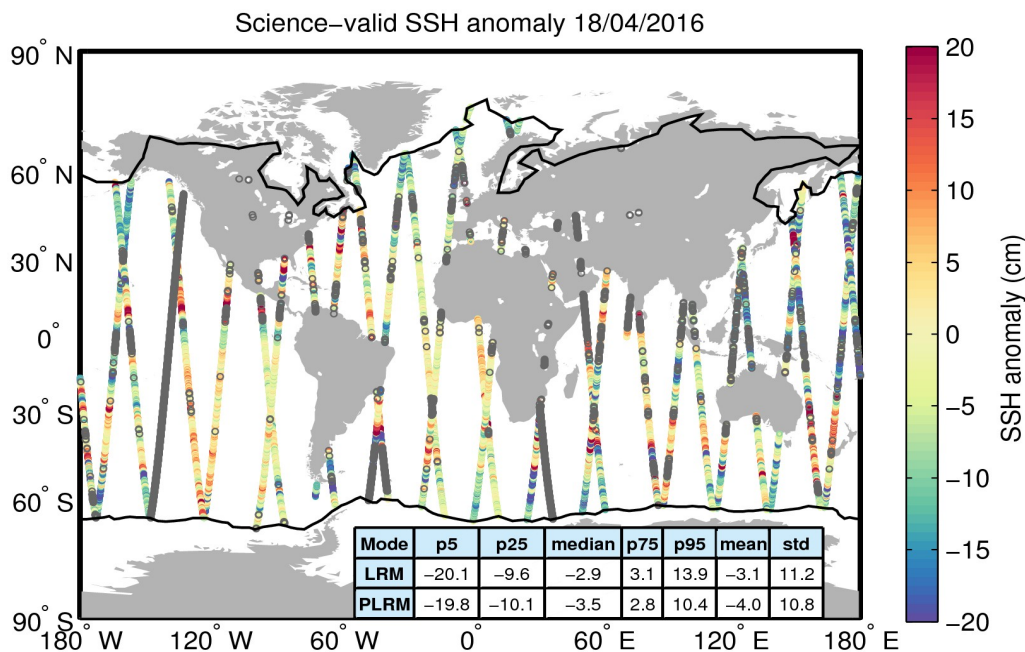 Science−valid SSH anomaly 18/04/2016
90° N
60° N
30° N
0°
30° S
60° S
90° S
180° W
120° W
60° W
0°
60° E
120° E
180° E
Mode p5 p25 median p75 p95 mean std
LRM −20.1 −9.6 −2.9 3.1 13.9 −3.1 11.2
PLRM −19.8 −10.1 −3.5 2.8 10.4 −4.0 10.8
20
15
10
5
0
−5
−10
−15
−20
SSH anomaly (cm)